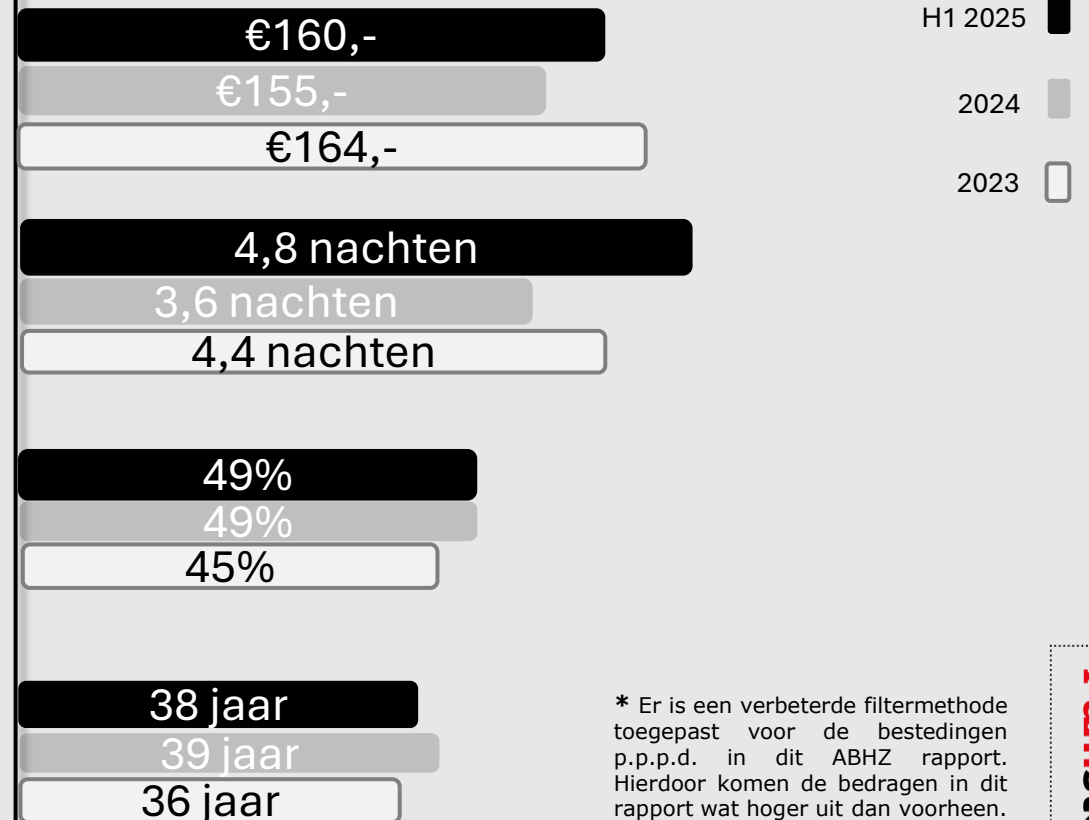 €160,-
€155,-
€164,-
H1 2025
2024
2023
4,8 nachten
3,6 nachten
4,4 nachten
49%
49%
45%
38 jaar
39 jaar
36 jaar
* Er is een verbeterde filtermethode
toegepast voor de bestedingen
p.p.p.d. in dit ABHZ rapport.
Hierdoor komen de bedragen in dit
rapport wat hoger uit dan voorheen.